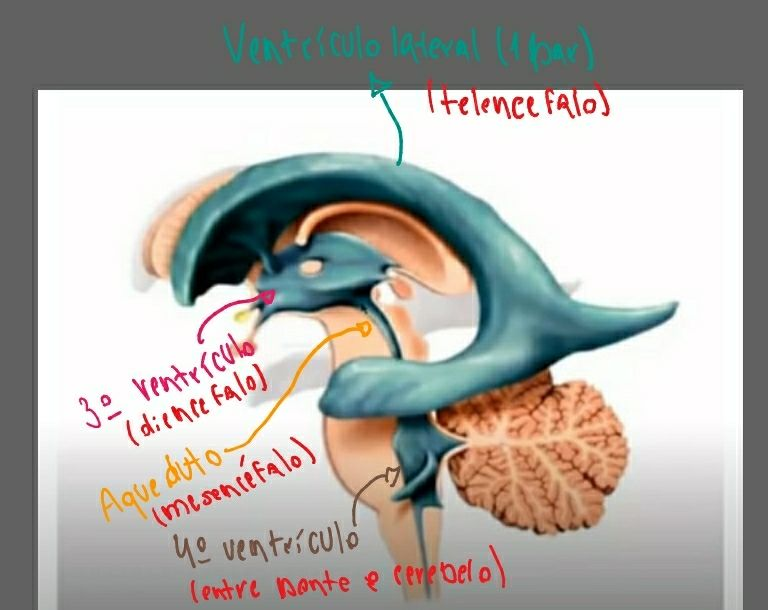 Ventrículo lateral (1 par)
(telencefalo)
3º ventrículo
(diencefalo)
Aqueduto
(mesencéfalo)
4º ventrículo
(entre ponte e cerebelo)